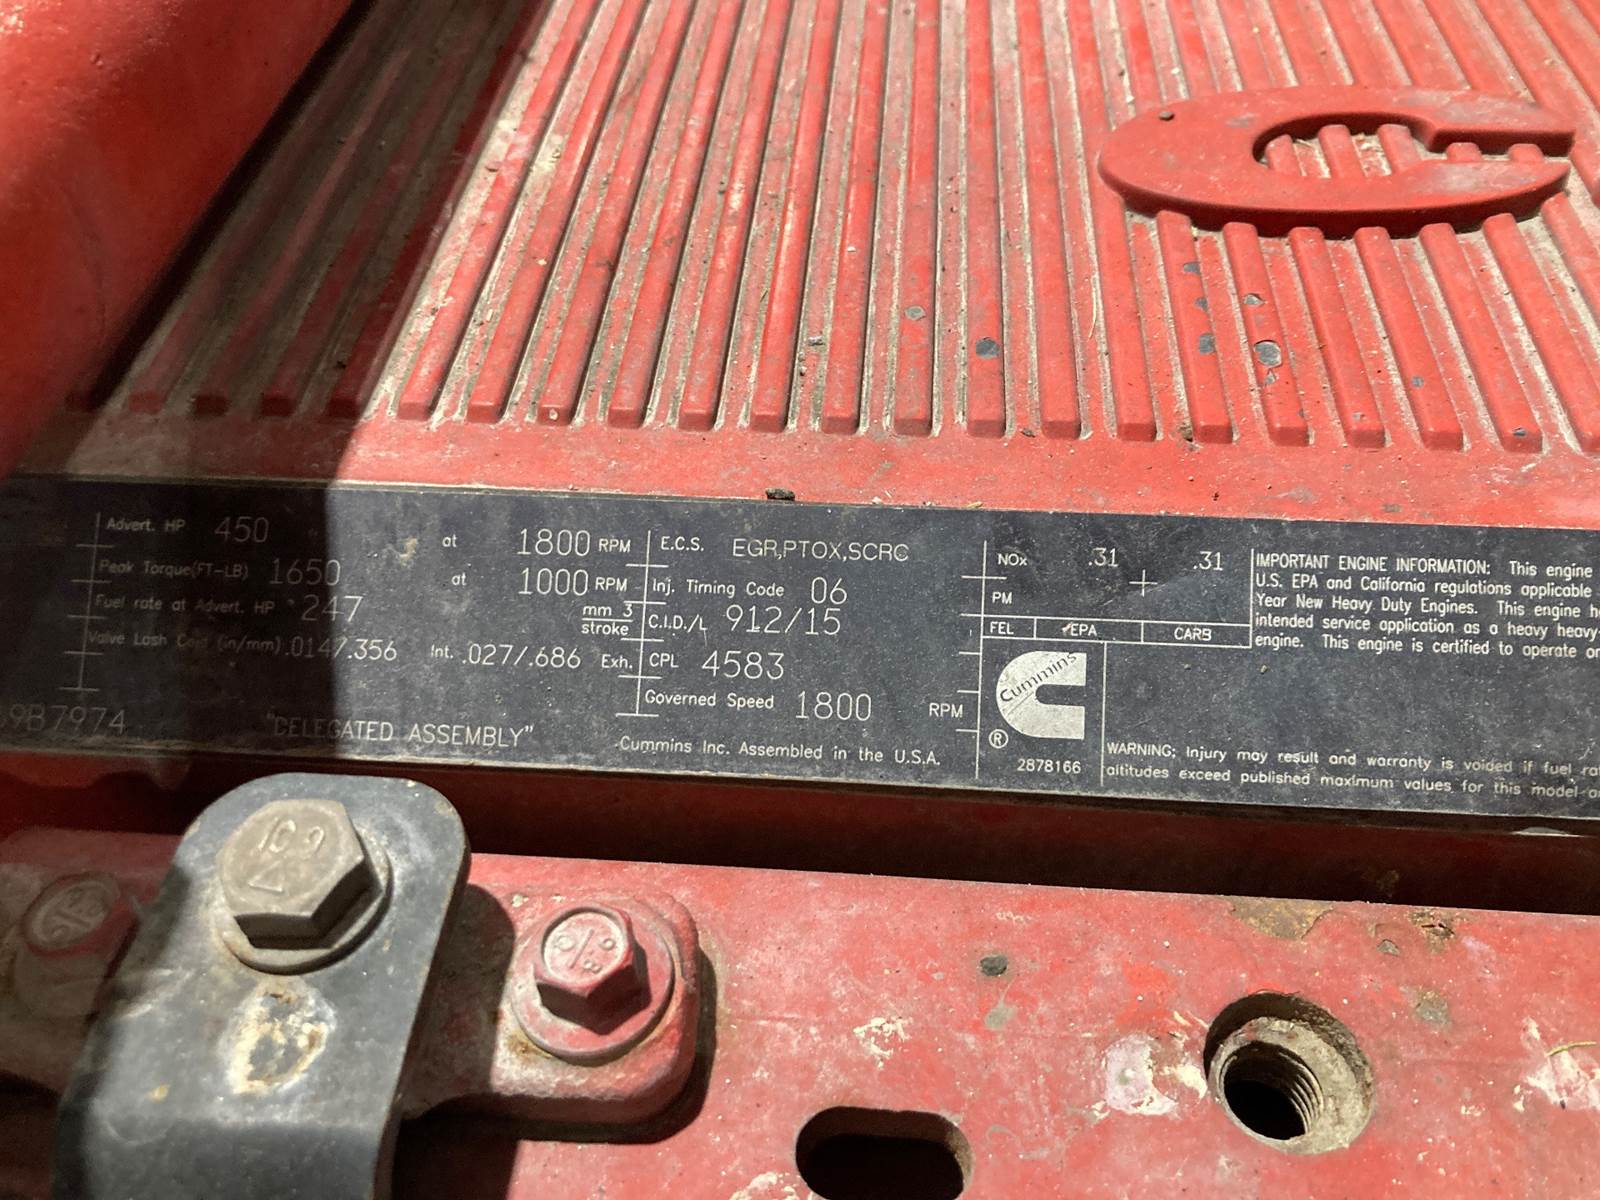 Advert. HP 450 at 1800 RPM
Peak Torque(FT-LB) 1650 at 1000 RPM
Fuel rate at Advert. HP 247 mm 3
stroke
Valve Lash Cold (in/mm) .014/.356 Int. .027/.686 Exh.
9B7974
"DELEGATED ASSEMBLY"
E.C.S. EGR,PTOX,SCRC
Inj. Timing Code 06
C.I.D./L 912/15
CPL 4583
Governed Speed 1800 RPM
Cummins Inc. Assembled in the U.S.A.
NOx .31 .31
PM
FEL EPA CARB
Cummins
®
2878166
IMPORTANT ENGINE INFORMATION: This engine
U.S. EPA and California regulations applicable
Year New Heavy Duty Engines. This engine
intended service application as a heavy heavy-
engine. This engine is certified to operate
WARNING: Injury may result and warranty is voided if fuel
altitudes exceed published maximum values for this model
10.9